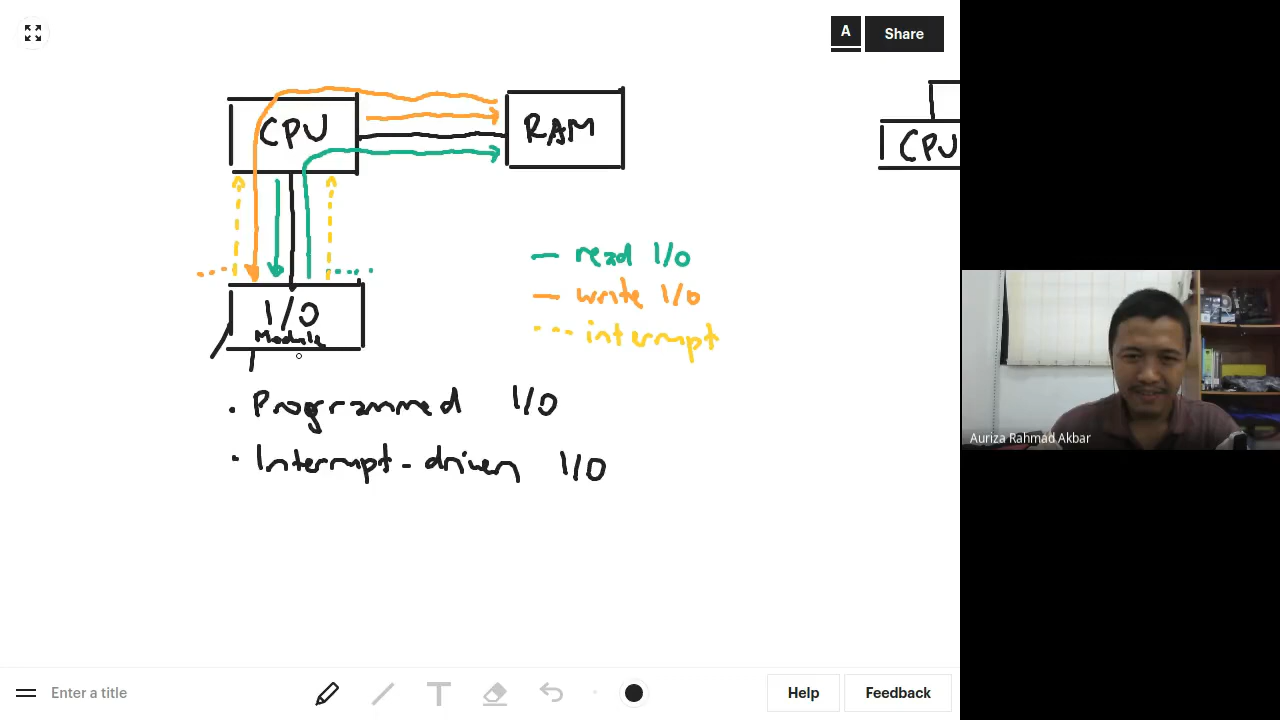 A
Share
CPU
RAM
CPU
read I/O
write I/O
interrupt
I/O
Module
Auriza Rahmad Akbar
• Programmed I/O
• Interrupt-driven I/O
Enter a title
T
Help
Feedback